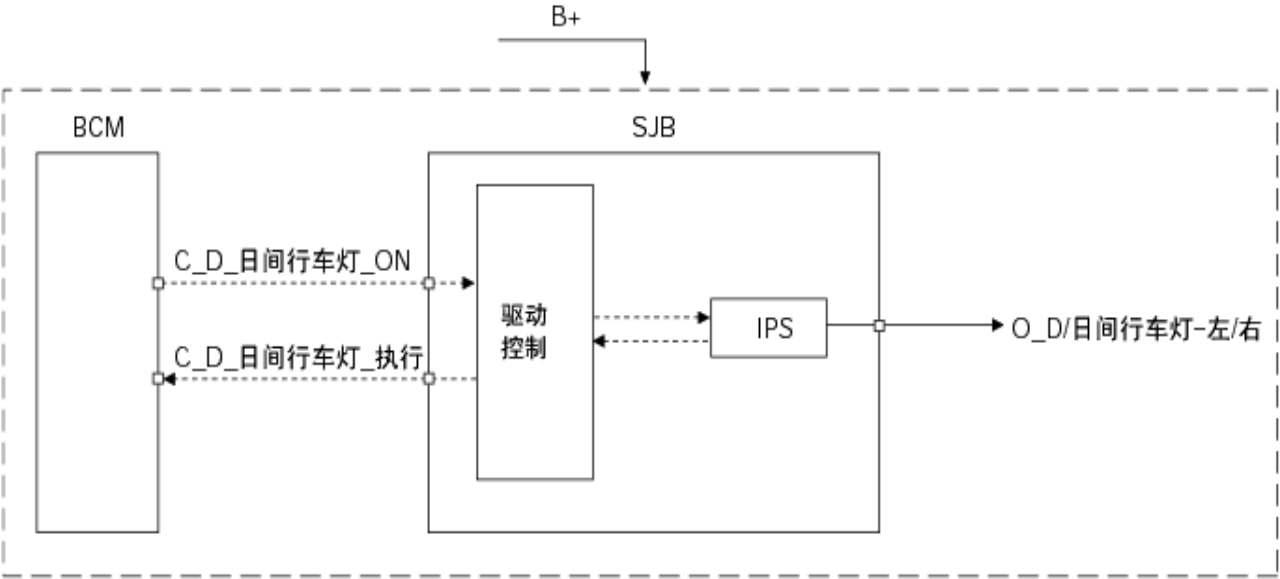 B+
BCM
SJB
C_D_日间行车灯_ON
C_D_日间行车灯_执行
驱动
控制
IPS
O_D/日间行车灯-左/右